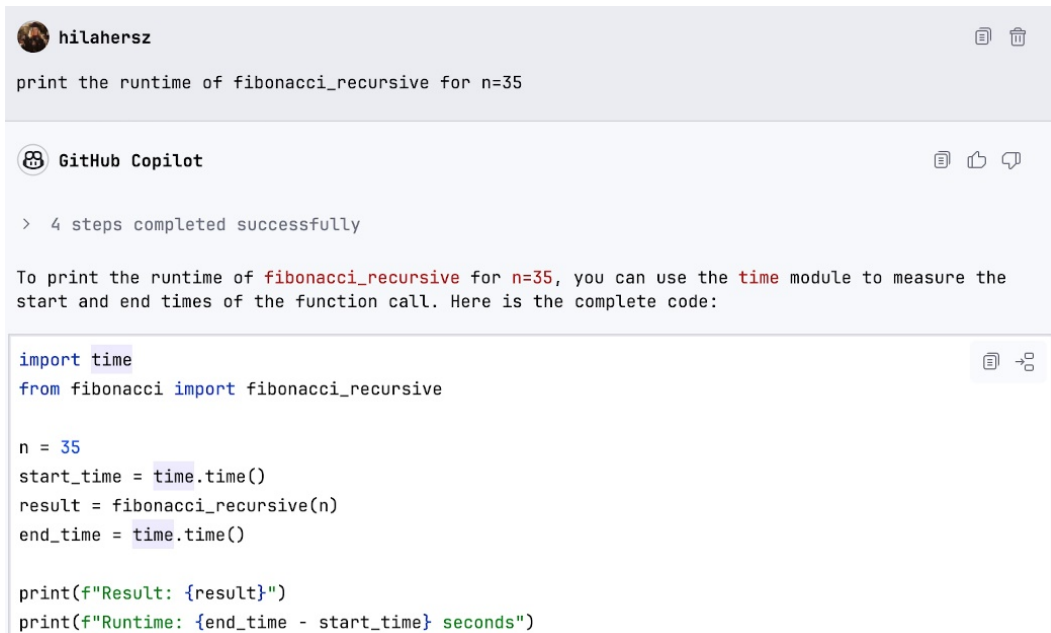 hilahersz
print the runtime of fibonacci_recursive for n=35
GitHub Copilot
> 4 steps completed successfully
To print the runtime of fibonacci_recursive for n=35, you can use the time module to measure the
start and end times of the function call. Here is the complete code:
import time
from fibonacci import fibonacci_recursive
n = 35
start_time = time.time()
result = fibonacci_recursive(n)
end_time = time.time()
print(f"Result: {result}")
print(f"Runtime: {end_time - start_time} seconds")